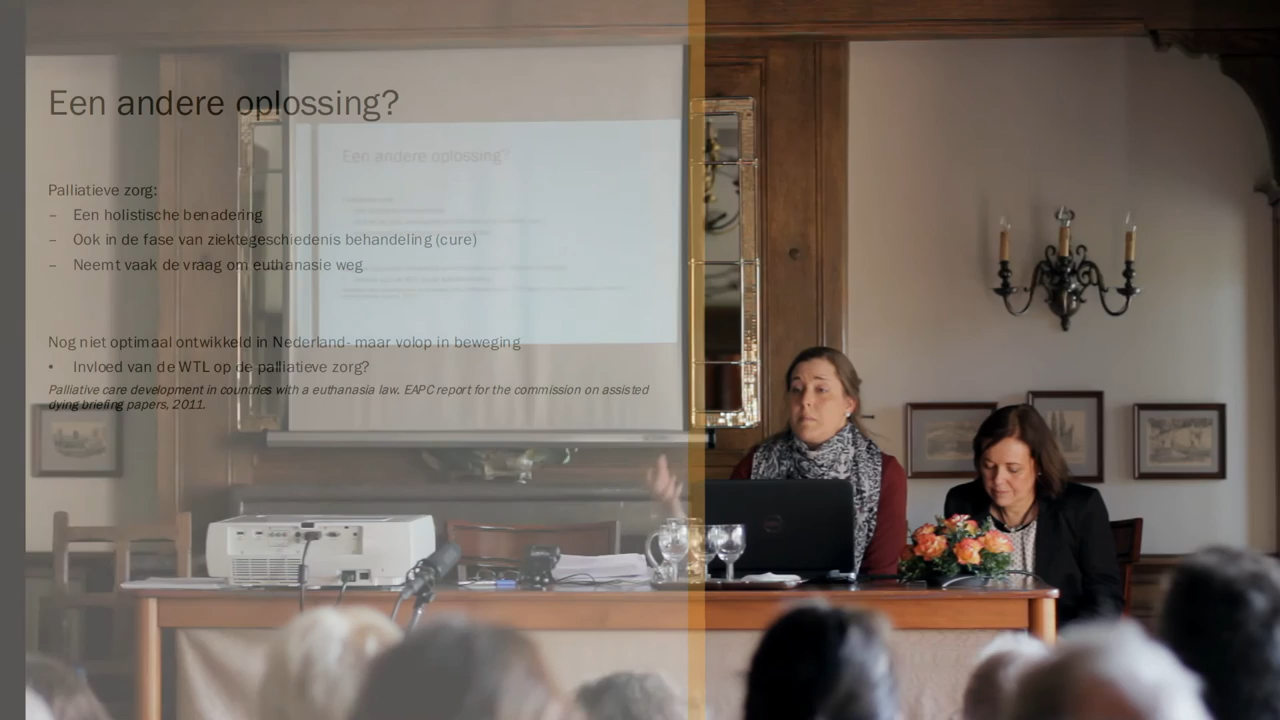 Een andere oplossing?
Palliatieve zorg:
– Een holistische benadering
– Ook in de fase van ziektegeschiedenis behandeling (cure)
– Neemt vaak de vraag om euthanasie weg
Nog niet optimaal ontwikkeld in Nederland- maar volop in beweging
• Invloed van de WTL op de palliatieve zorg?
Palliative care development in countries with a euthanasia law. EAPC report for the commission on assisted
dying briefing papers, 2011.
Een andere oplossing?